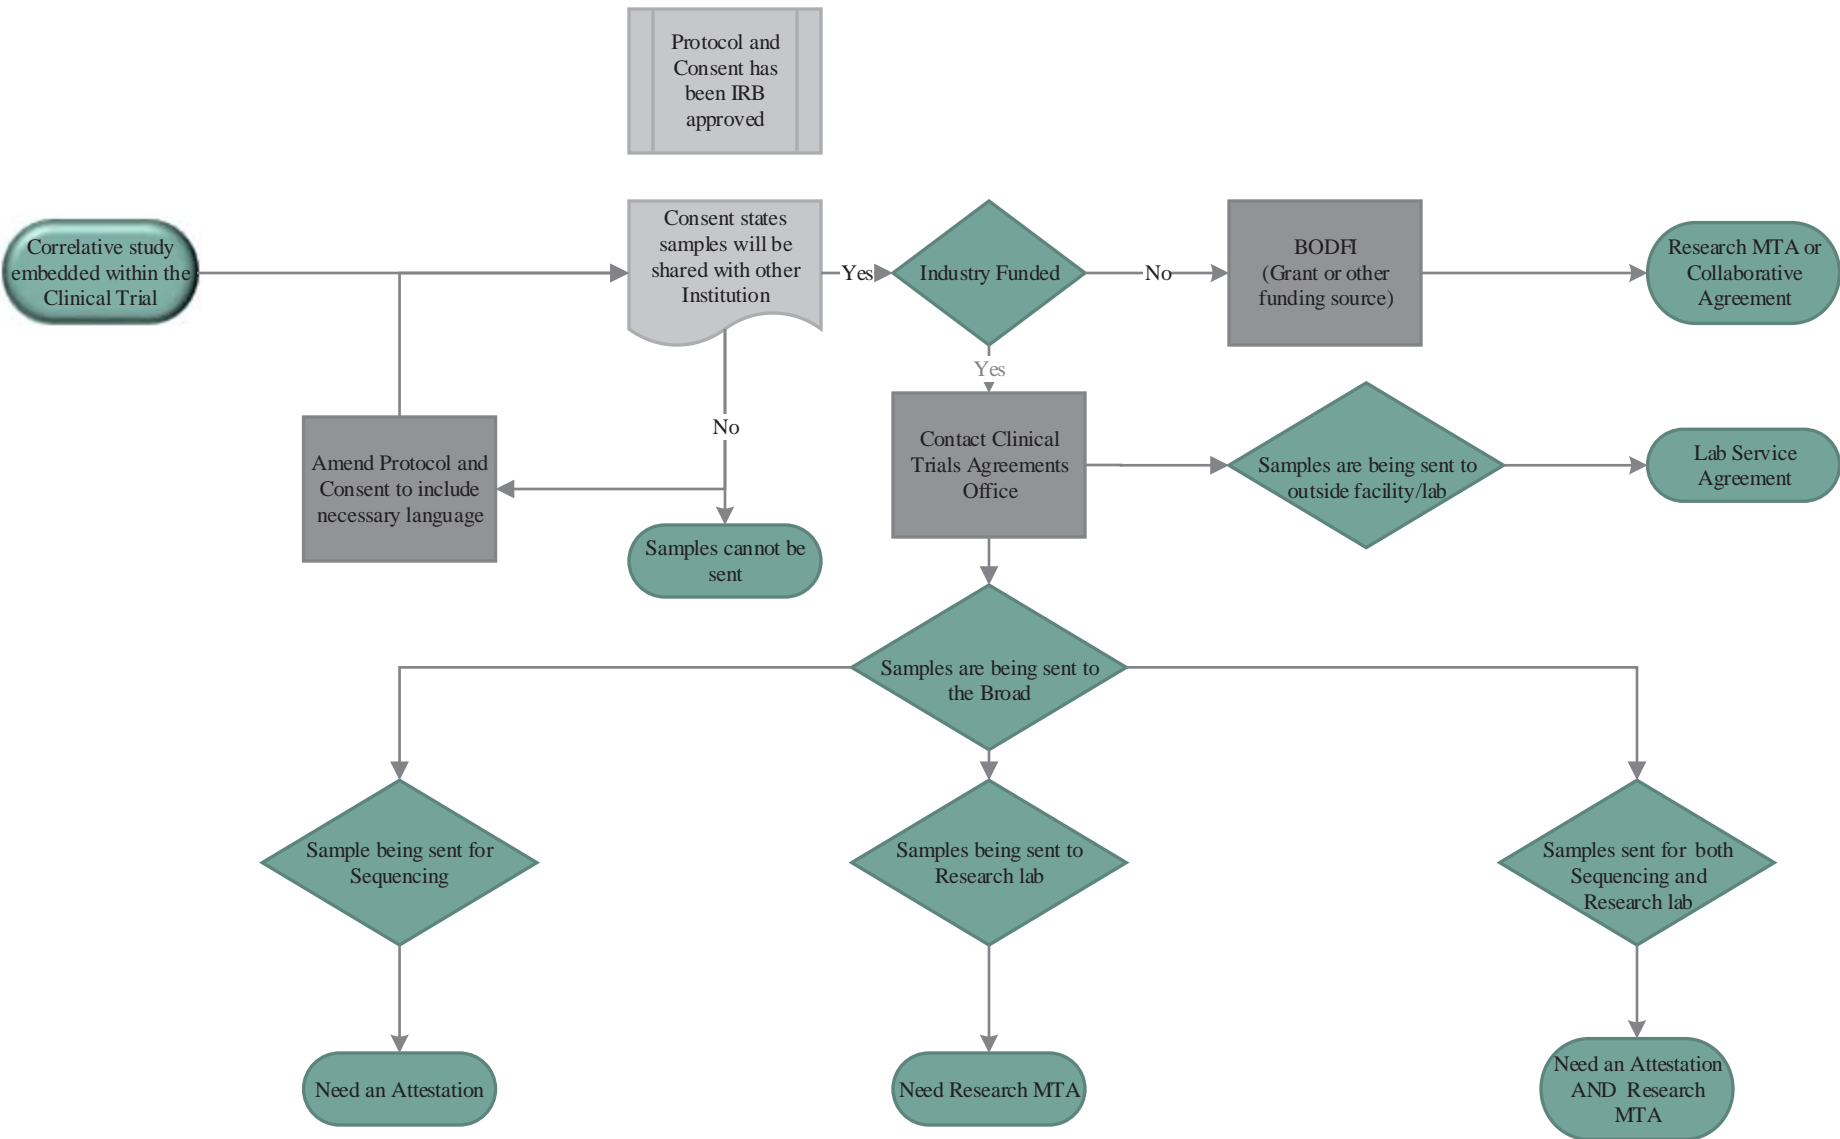 Protocol and
Consent has
been IRB
approved
Correlative study
embedded within the
Clinical Trial
Consent states
samples will be
shared with other
Institution
Yes
Industry Funded
No
BODFI
(Grant or other
funding source)
Research MTA or
Collaborative
Agreement
Yes
No
Amend Protocol and
Consent to include
necessary language
Samples cannot be
sent
Contact Clinical
Trials Agreements
Office
Samples are being sent to
outside facility/lab
Lab Service
Agreement
Samples are being sent to
the Broad
Sample being sent for
Sequencing
Samples being sent to
Research lab
Samples sent for both
Sequencing and
Research lab
Need an Attestation
Need Research MTA
Need an Attestation
AND Research
MTA